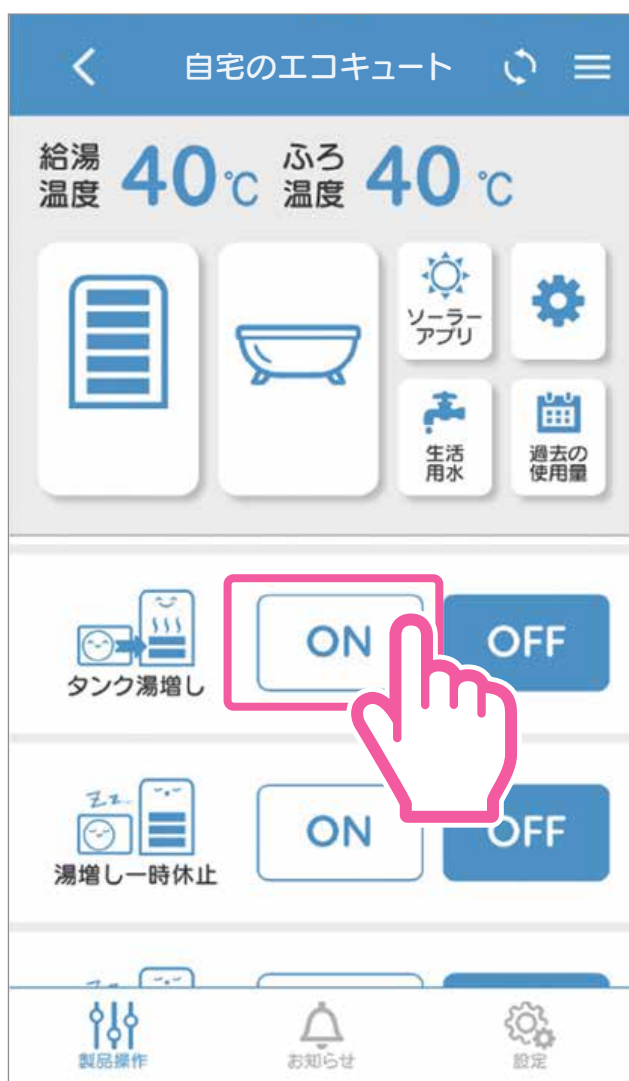 自宅のエコキュート
給湯
温度 40℃
ふろ
温度 40℃
ソーラー
アプリ
生活
用水
過去の
使用量
タンク湯増し
ON
OFF
Zz
湯増し一時休止
ON
OFF
製品操作
お知らせ
設定